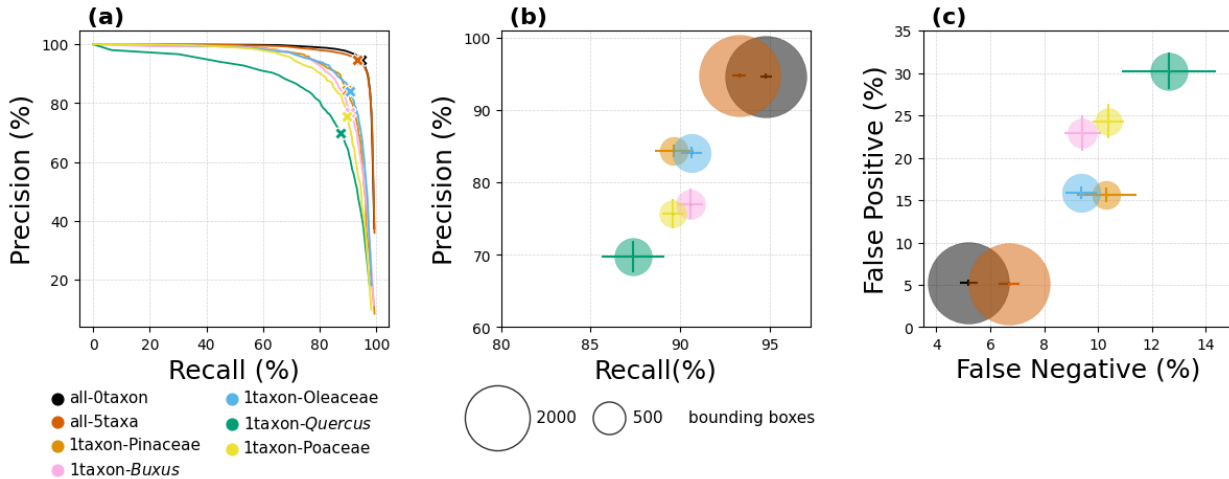 (a)
100
80
60
40
20
0
20
40
60
80
100
Precision (%)
Recall (%)
(b)
100
90
80
70
60
80
85
90
95
Precision (%)
Recall(%)
(c)
35
30
25
20
15
10
5
0
4
6
8
10
12
14
False Positive (%)
False Negative (%)
all-0taxon
all-5taxa
1taxon-Pinaceae
1taxon-Buxus
1taxon-Oleaceae
1taxon-Quercus
1taxon-Poaceae
2000 500 bounding boxes